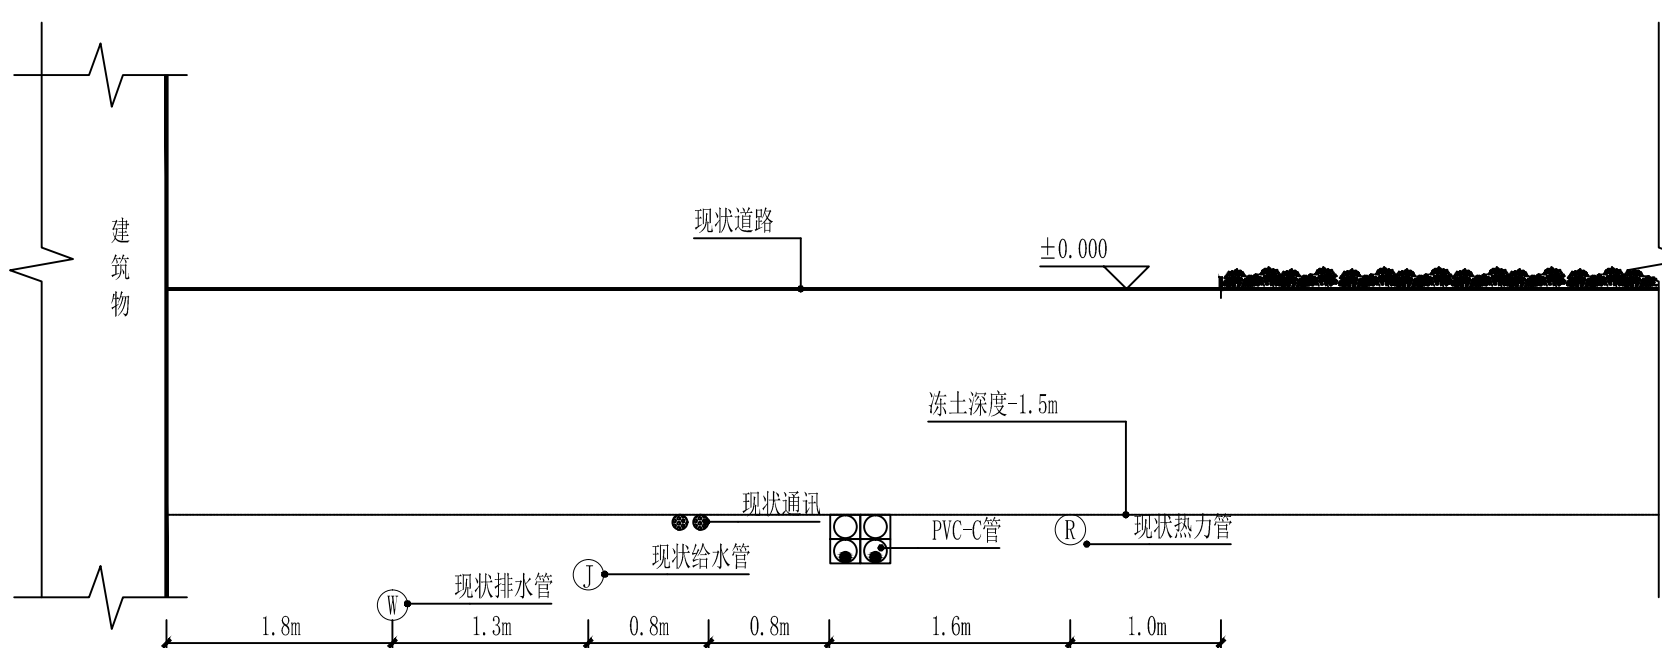 建筑物
现状道路
±0.000
冻土深度-1.5m
现状通讯
PVC-C管
R
现状热力管
现状给水管
J
现状排水管
W
1.8m
1.3m
0.8m
0.8m
1.6m
1.0m